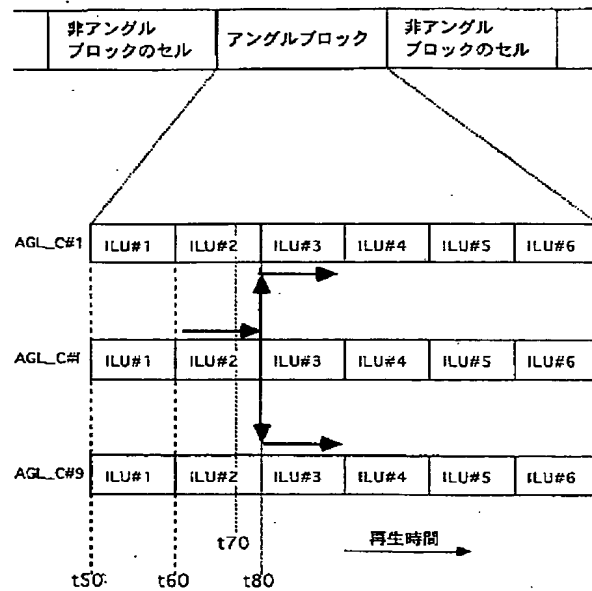 非アングル
ブロックのセル
アングルブロック
非アングル
ブロックのセル
AGL_C#1 ILU#1 ILU#2 ILU#3 ILU#4 ILU#5 ILU#6
AGL_C#f ILU#1 ILU#2 ILU#3 ILU#4 ILU#5 ILU#6
AGL_C#9 ILU#1 ILU#2 ILU#3 ILU#4 ILU#5 ILU#6
t70
再生時間
t50 t60 t80